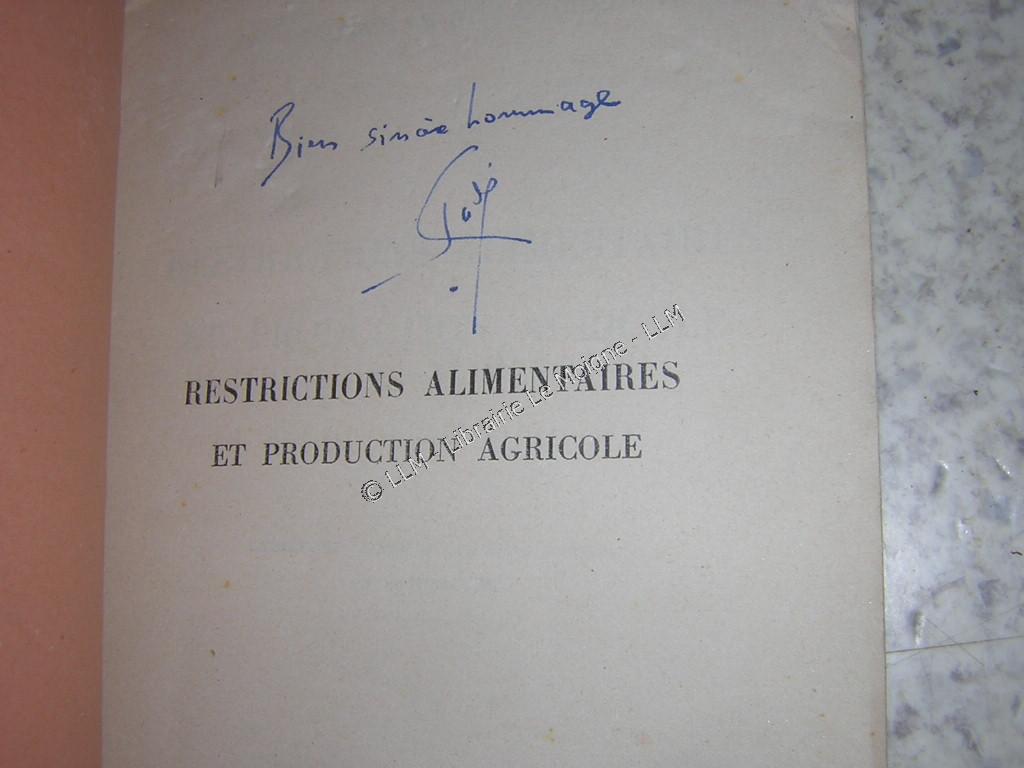 Bien sincère hommage
RESTRICTIONS ALIMENTAIRES
ET PRODUCTION AGRICOLE
© LLM - Librairie Le Moigne - LLM